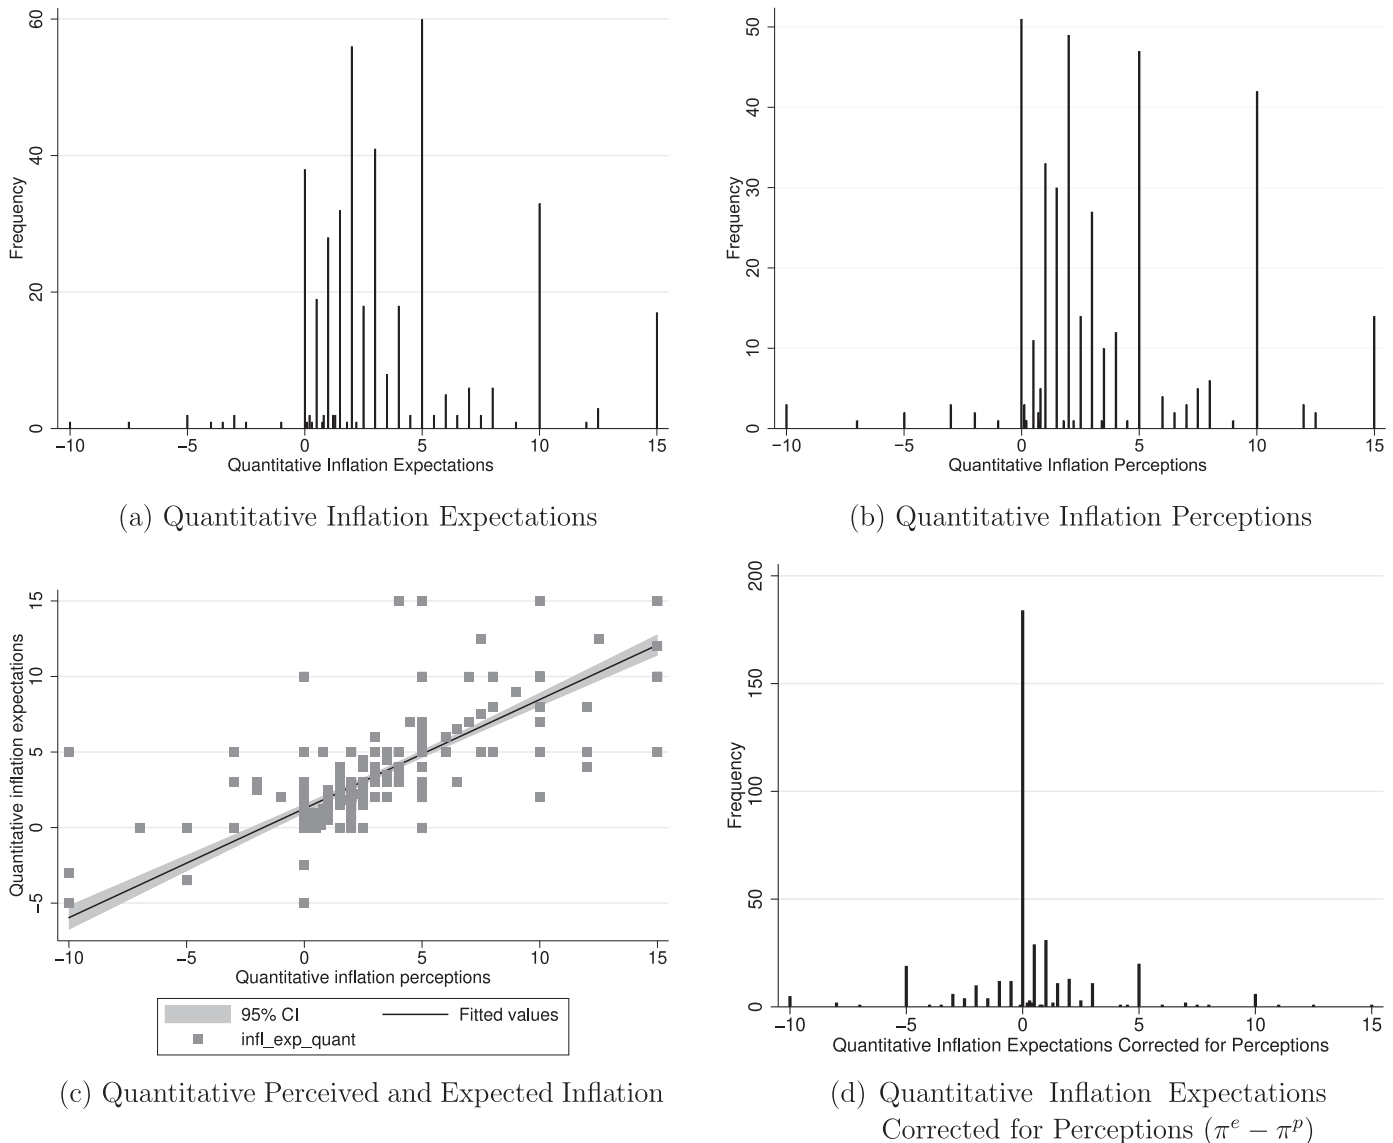 60
40
20
0
Frequency
−10
−5
0
5
10
15
Quantitative Inflation Expectations
(a) Quantitative Inflation Expectations
50
40
30
20
10
0
Frequency
−10
−5
0
5
10
15
Quantitative Inflation Perceptions
(b) Quantitative Inflation Perceptions
15
10
5
0
−5
Quantitative inflation expectations
−10
−5
0
5
10
15
Quantitative inflation perceptions
95% CI
Fitted values
infl_exp_quant
(c) Quantitative Perceived and Expected Inflation
200
150
100
50
0
Frequency
−10
−5
0
5
10
15
Quantitative Inflation Expectations Corrected for Perceptions
(d) Quantitative Inflation Expectations
Corrected for Perceptions (π^e − π^p)